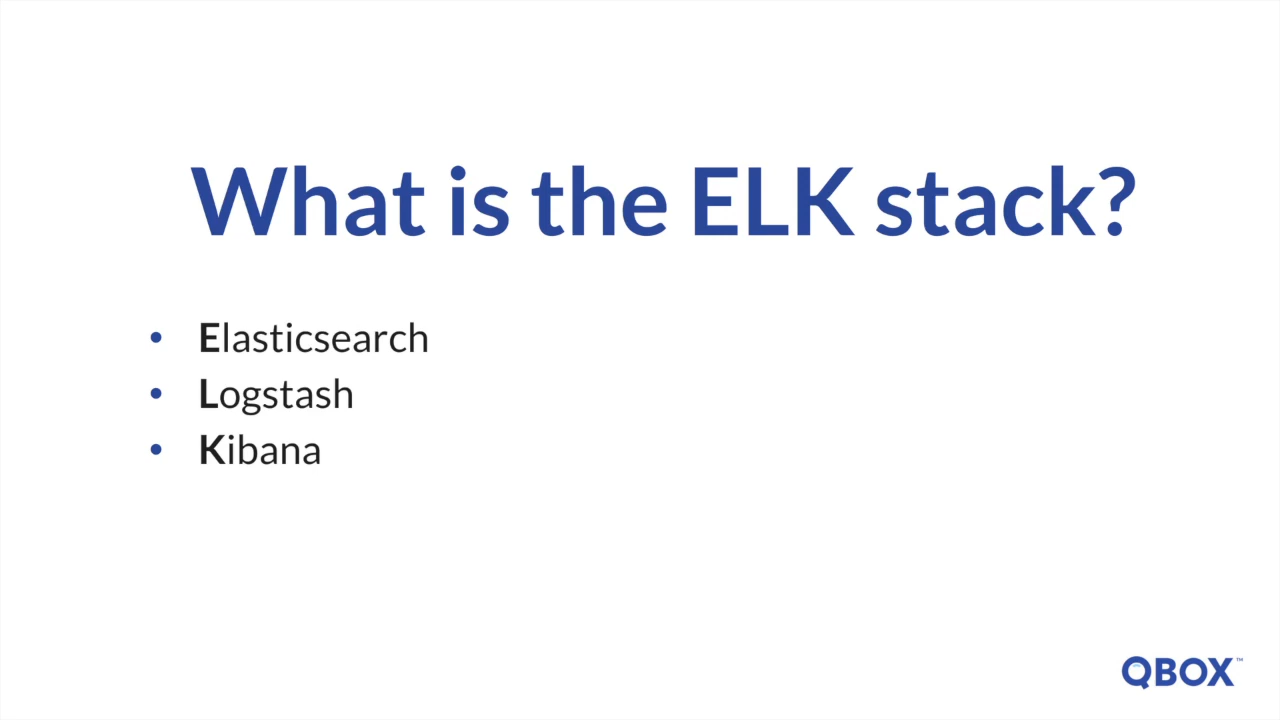 What is the ELK stack?
• Elasticsearch
• Logstash
• Kibana
QBOX™